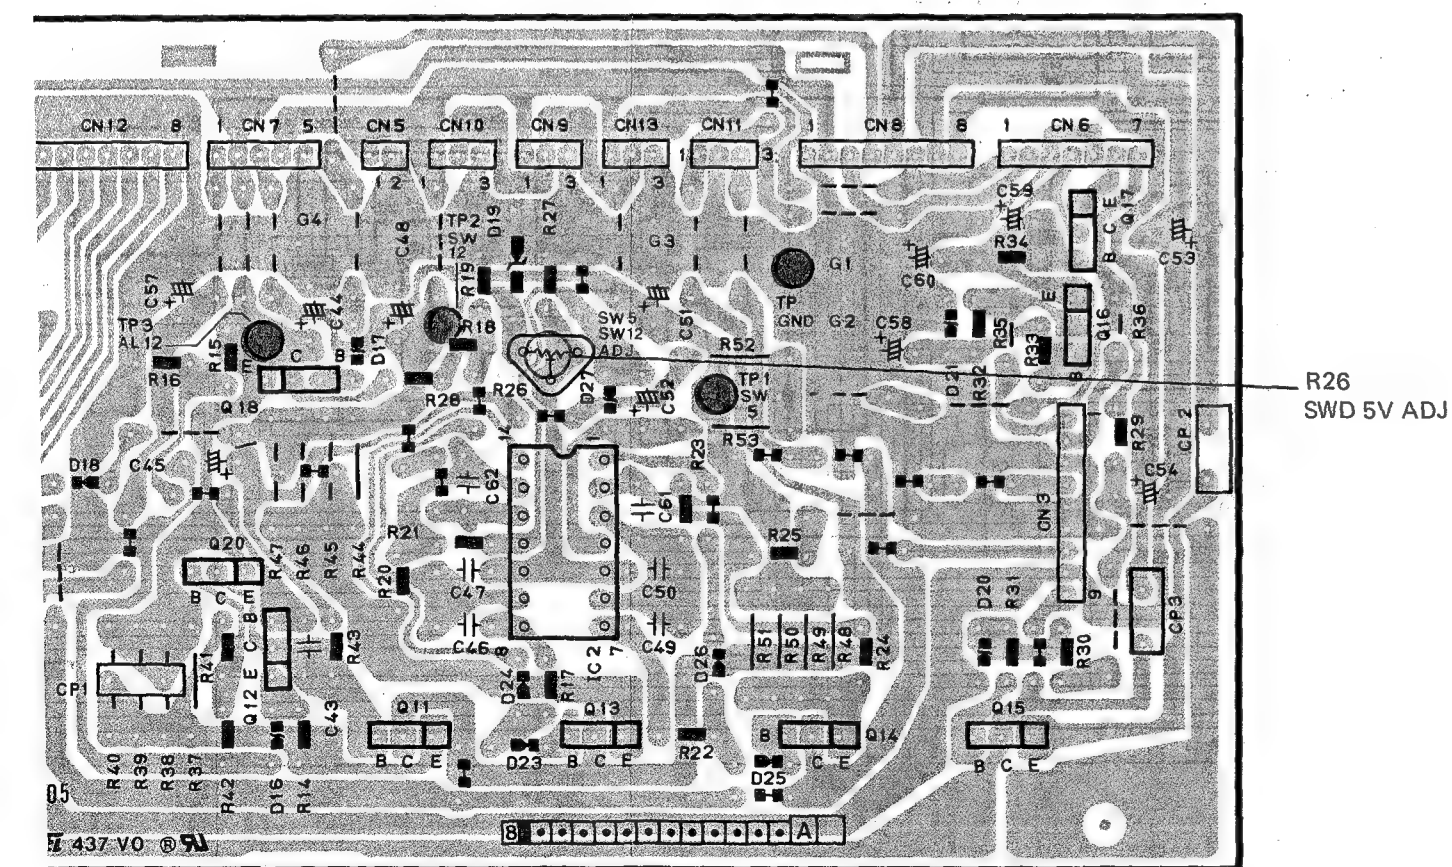 CN12 8 1 CN7 5 CN5 CN10 CN9 CN13 CN11 1 CN8 8 1 CN6 7
1 3
1 2 1 3 1 3 1 3
C59 E Q17
G4 TP2 D19 R27 C
SW C48 G3 R34 B C53
12
C57 R19 G1 C60
TP E
TP3 C44 SW5 C51 GND G2 C58 Q16 R36
AL12 R18 SW12 R35
R15 C B D17 ADJ R52 R33
R16 E D27 TP1 D21 R32 B
R28 R26 C52 SW R26
Q18 5 SWD 5V ADJ
14 1 R53 1 R29 CP2
D18 C45 R23 C54
C62 C61 CN3
R21 R25
Q20 R47 R46 R45 R44 R20
C47 C50 D20 R31
B C E B 9 CP3
C R43 C46 C49 R51 R50 R49 R48 R24
R41 8 IC2 7 D26 R30
CP1 E D24 R17
Q12 C43 Q11 Q13 B Q14 Q15
R22
B C E D23 B C E C E B C E
R40 R39 R38 R37 R42 D16 R14 D25
05
437 VO ® 8 A